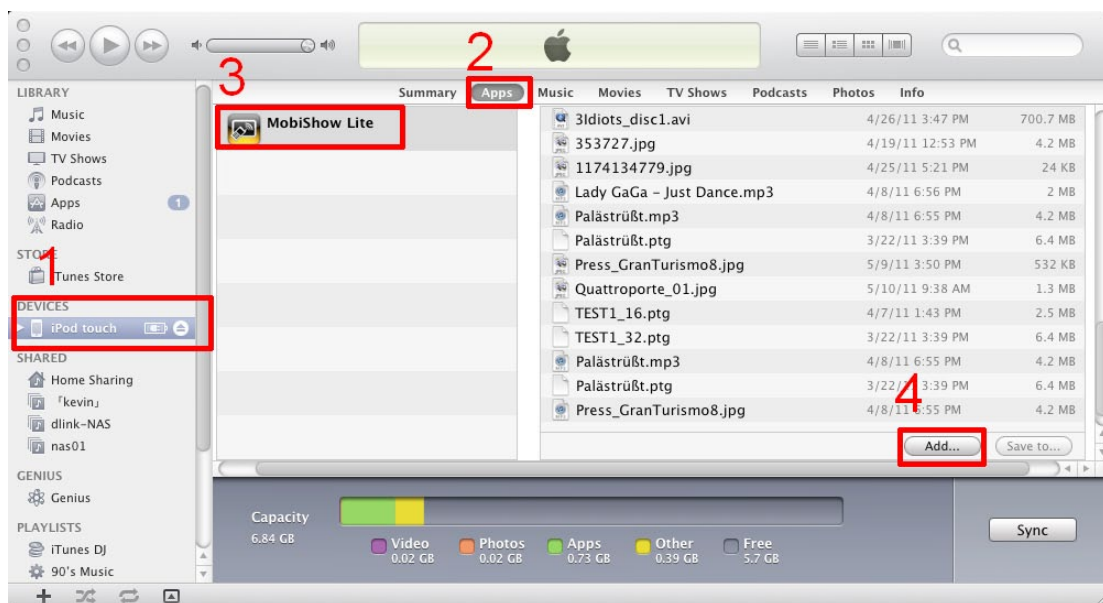 2
3
LIBRARY
Music
Movies
TV Shows
Podcasts
Apps 1
Radio
STORE
1
iTunes Store
DEVICES
iPod touch
SHARED
Home Sharing
「kevin」
dlink-NAS
nas01
GENIUS
Genius
PLAYLISTS
iTunes DJ
90's Music
Summary Apps Music Movies TV Shows Podcasts Photos Info
MobiShow Lite
3Idiots_disc1.avi 4/26/11 3:47 PM 700.7 MB
353727.jpg 4/19/11 12:53 PM 4.2 MB
1174134779.jpg 4/25/11 5:21 PM 24 KB
Lady GaGa – Just Dance.mp3 4/8/11 6:56 PM 2 MB
Palästrüßt.mp3 4/8/11 6:55 PM 4.2 MB
Palästrüßt.ptg 3/22/11 3:39 PM 6.4 MB
Press_GranTurismo8.jpg 5/9/11 3:50 PM 532 KB
Quattroporte_01.jpg 5/10/11 9:38 AM 1.3 MB
TEST1_16.ptg 4/7/11 1:43 PM 2.5 MB
TEST1_32.ptg 3/22/11 3:39 PM 6.4 MB
Palästrüßt.mp3 4/8/11 6:55 PM 4.2 MB
Palästrüßt.ptg 3/22/11 3:39 PM 6.4 MB
Press_GranTurismo8.jpg 4/8/11 6:55 PM 4.2 MB
4
Add... Save to...
Capacity
6.84 GB
Video Photos Apps Other Free
0.02 GB 0.02 GB 0.73 GB 0.39 GB 5.7 GB
Sync